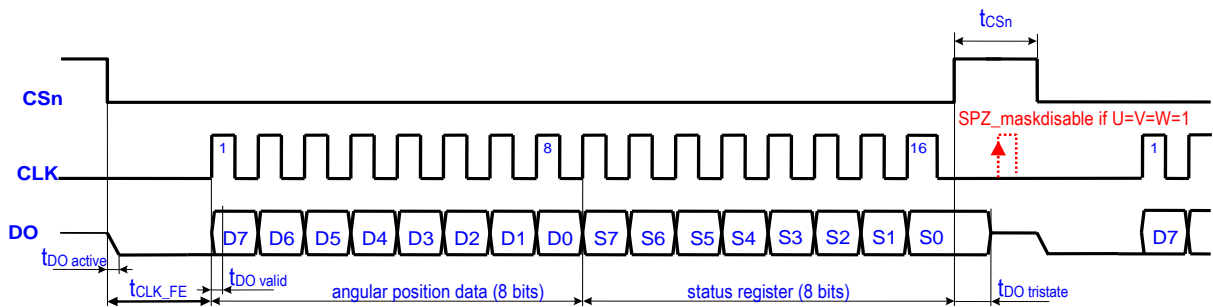 tCSn
CSn
SPZ_maskdisable if U=V=W=1
1 8 16 1
CLK
DO D7 D6 D5 D4 D3 D2 D1 D0 S7 S6 S5 S4 S3 S2 S1 S0 D7
tDO active
tDO valid
tCLK_FE angular position data (8 bits) status register (8 bits) tDO tristate